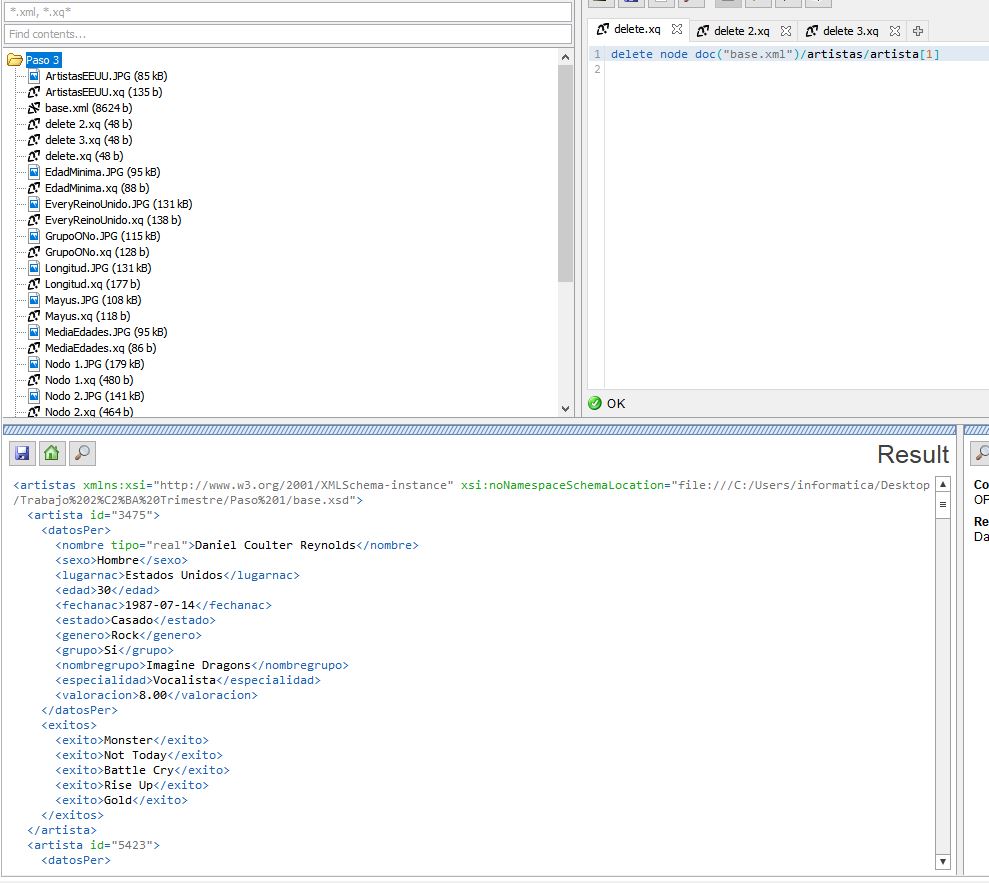 *.xml, *.xq*
Find contents...
Paso 3
ArtistasEEUU.JPG (85 kB)
ArtistasEEUU.xq (135 b)
base.xml (8624 b)
delete 2.xq (48 b)
delete 3.xq (48 b)
delete.xq (48 b)
EdadMinima.JPG (95 kB)
EdadMinima.xq (88 b)
EveryReinoUnido.JPG (131 kB)
EveryReinoUnido.xq (138 b)
GrupoONo.JPG (115 kB)
GrupoONo.xq (128 b)
Longitud.JPG (131 kB)
Longitud.xq (177 b)
Mayus.JPG (108 kB)
Mayus.xq (118 b)
MediaEdades.JPG (95 kB)
MediaEdades.xq (86 b)
Nodo 1.JPG (179 kB)
Nodo 1.xq (480 b)
Nodo 2.JPG (141 kB)
Nodo 2.xq (464 b)
delete.xq delete 2.xq delete 3.xq
1 delete node doc("base.xml")/artistas/artista[1]
2
OK
Result
<artistas xmlns:xsi="http://www.w3.org/2001/XMLSchema-instance" xsi:noNamespaceSchemaLocation="file:///C:/Users/informatica/Desktop
/Trabajo%202%C2%BA%20Trimestre/Paso%201/base.xsd">
<artista id="3475">
<datosPer>
<nombre tipo="real">Daniel Coulter Reynolds</nombre>
<sexo>Hombre</sexo>
<lugarnac>Estados Unidos</lugarnac>
<edad>30</edad>
<fechanac>1987-07-14</fechanac>
<estado>Casado</estado>
<genero>Rock</genero>
<grupo>Si</grupo>
<nombregrupo>Imagine Dragons</nombregrupo>
<especialidad>Vocalista</especialidad>
<valoracion>8.00</valoracion>
</datosPer>
<exitos>
<exito>Monster</exito>
<exito>Not Today</exito>
<exito>Battle Cry</exito>
<exito>Rise Up</exito>
<exito>Gold</exito>
</exitos>
</artista>
<artista id="5423">
<datosPer>
Co
OP
Re
Da